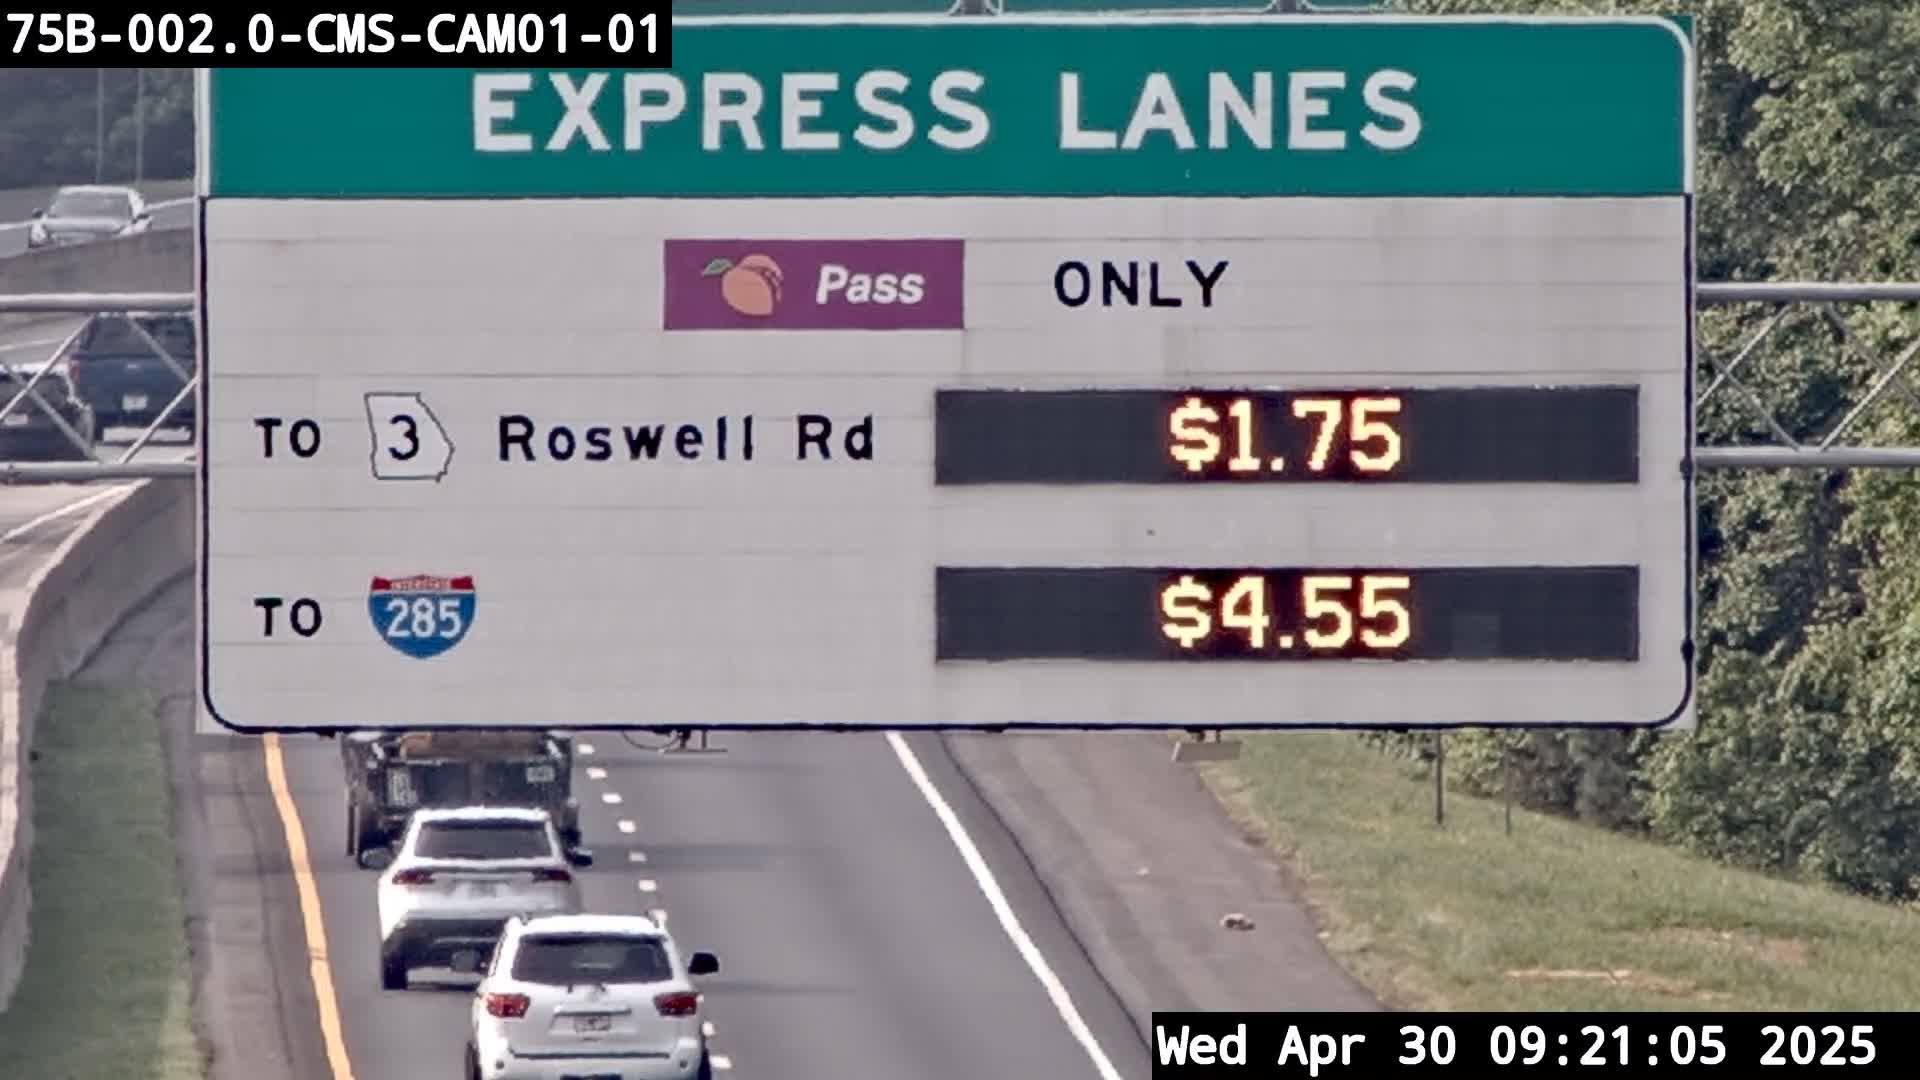 75B-002.0-CMS-CAM01-01
EXPRESS LANES
Pass ONLY
TO 3 Roswell Rd $1.75
TO INTERSTATE 285 $4.55
Wed Apr 30 09:21:05 2025